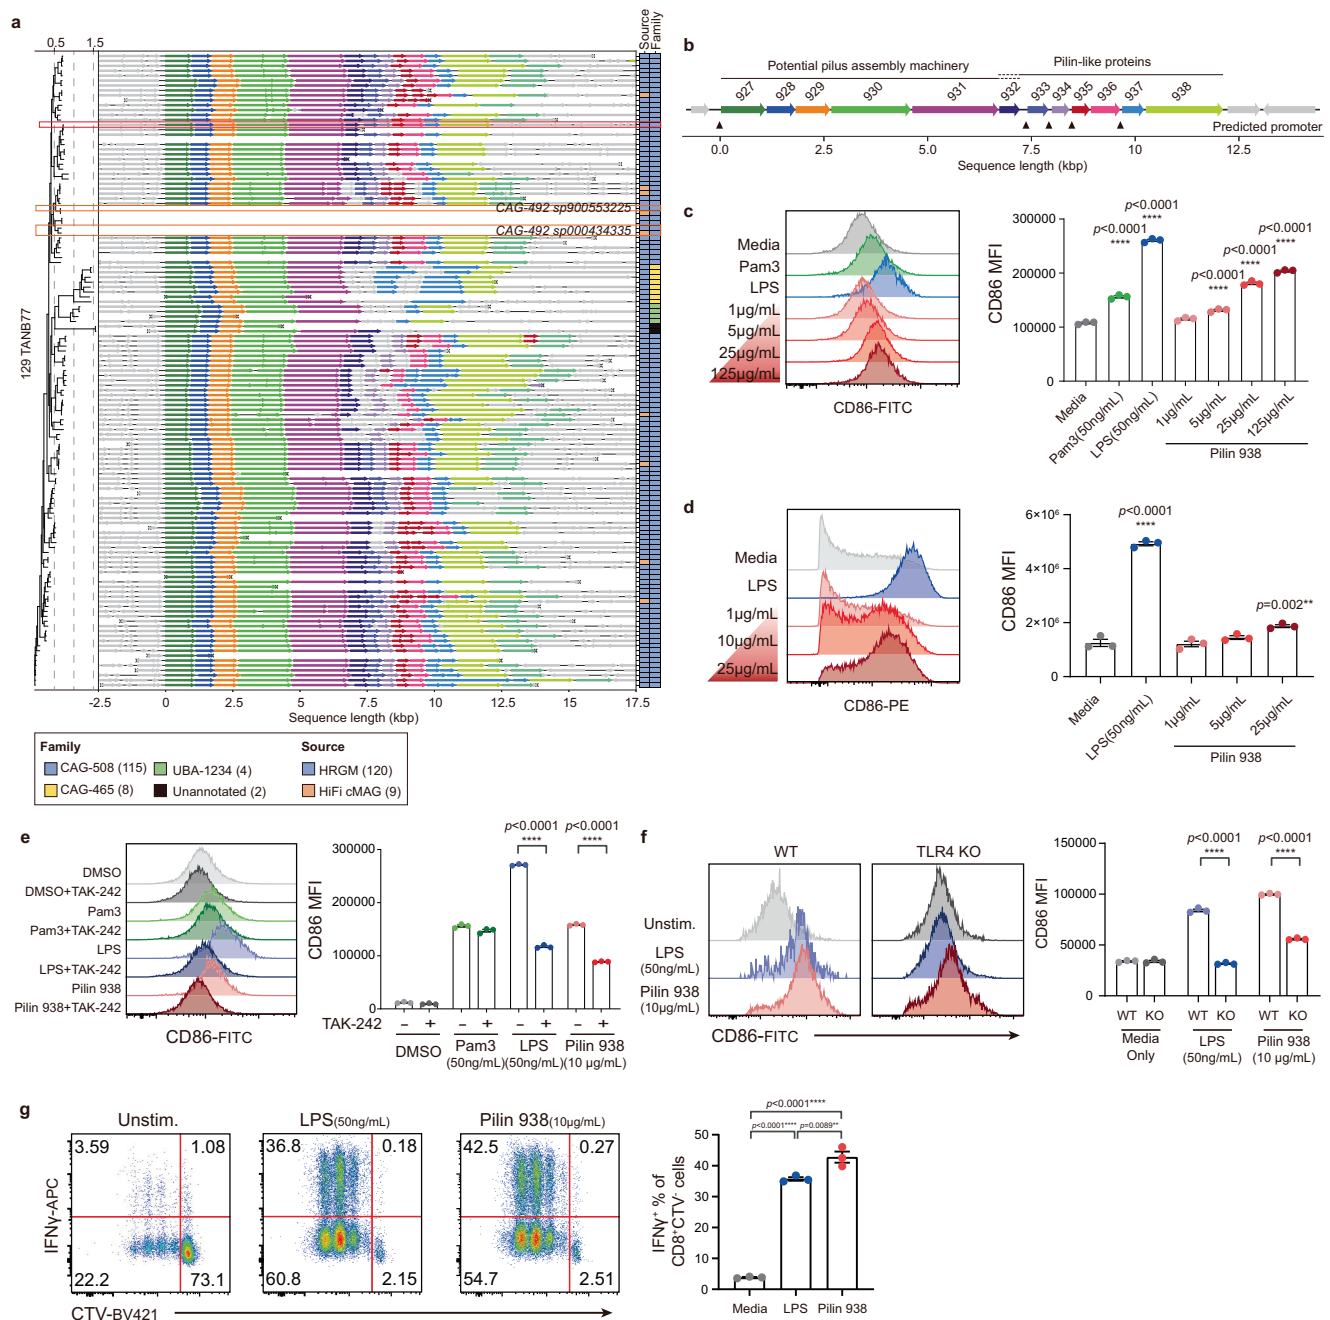 a
0.5 1.5
Source
Family
129 TANB77
CAG-492 sp900553225
CAG-492 sp000434335
-2.5 0 2.5 5 7.5 10 12.5 15 17.5
Sequence length (kbp)
Family
Source
CAG-508 (115)
UBA-1234 (4)
HRGM (120)
CAG-465 (8)
Unannotated (2)
HiFi cMAG (9)
b
Potential pilus assembly machinery
Pilin-like proteins
927 928 929 930 931 932 933 934 935 936 937 938
Predicted promoter
0.0 2.5 5.0 7.5 10 12.5
Sequence length (kbp)
c
Media
Pam3
LPS
1µg/mL
5µg/mL
25µg/mL
125µg/mL
CD86-FITC
CD86 MFI
300000
200000
100000
0
p<0.0001
****
p<0.0001
****
p<0.0001
****
p<0.0001
****
p<0.0001
****
Media
Pam3(50ng/mL)
LPS(50ng/mL)
1µg/mL
5µg/mL
25µg/mL
125µg/mL
Pilin 938
d
Media
LPS
1µg/mL
10µg/mL
25µg/mL
CD86-PE
CD86 MFI
6×10⁶
4×10⁶
2×10⁶
0
p<0.0001
****
p=0.002**
Media
LPS(50ng/mL)
1µg/mL
5µg/mL
25µg/mL
Pilin 938
e
DMSO
DMSO+TAK-242
Pam3
Pam3+TAK-242
LPS
LPS+TAK-242
Pilin 938
Pilin 938+TAK-242
CD86-FITC
CD86 MFI
300000
200000
100000
0
p<0.0001
****
p<0.0001
****
TAK-242 – + – + – + – +
DMSO
Pam3
(50ng/mL)
LPS
(50ng/mL)
Pilin 938
(10 µg/mL)
f
WT
TLR4 KO
Unstim.
LPS
(50ng/mL)
Pilin 938
(10µg/mL)
CD86-FITC
CD86 MFI
150000
100000
50000
0
p<0.0001
****
p<0.0001
****
WT KO WT KO WT KO
Media
Only
LPS
(50ng/mL)
Pilin 938
(10 µg/mL)
g
Unstim.
LPS(50ng/mL)
Pilin 938(10µg/mL)
3.59 1.08
22.2 73.1
36.8 0.18
60.8 2.15
42.5 0.27
54.7 2.51
IFNγ-APC
CTV-BV421
IFNγ⁺ % of
CD8⁺CTV⁻ cells
50
40
30
20
10
0
p<0.0001****
p<0.0001****
p=0.0089**
Media
LPS
Pilin 938